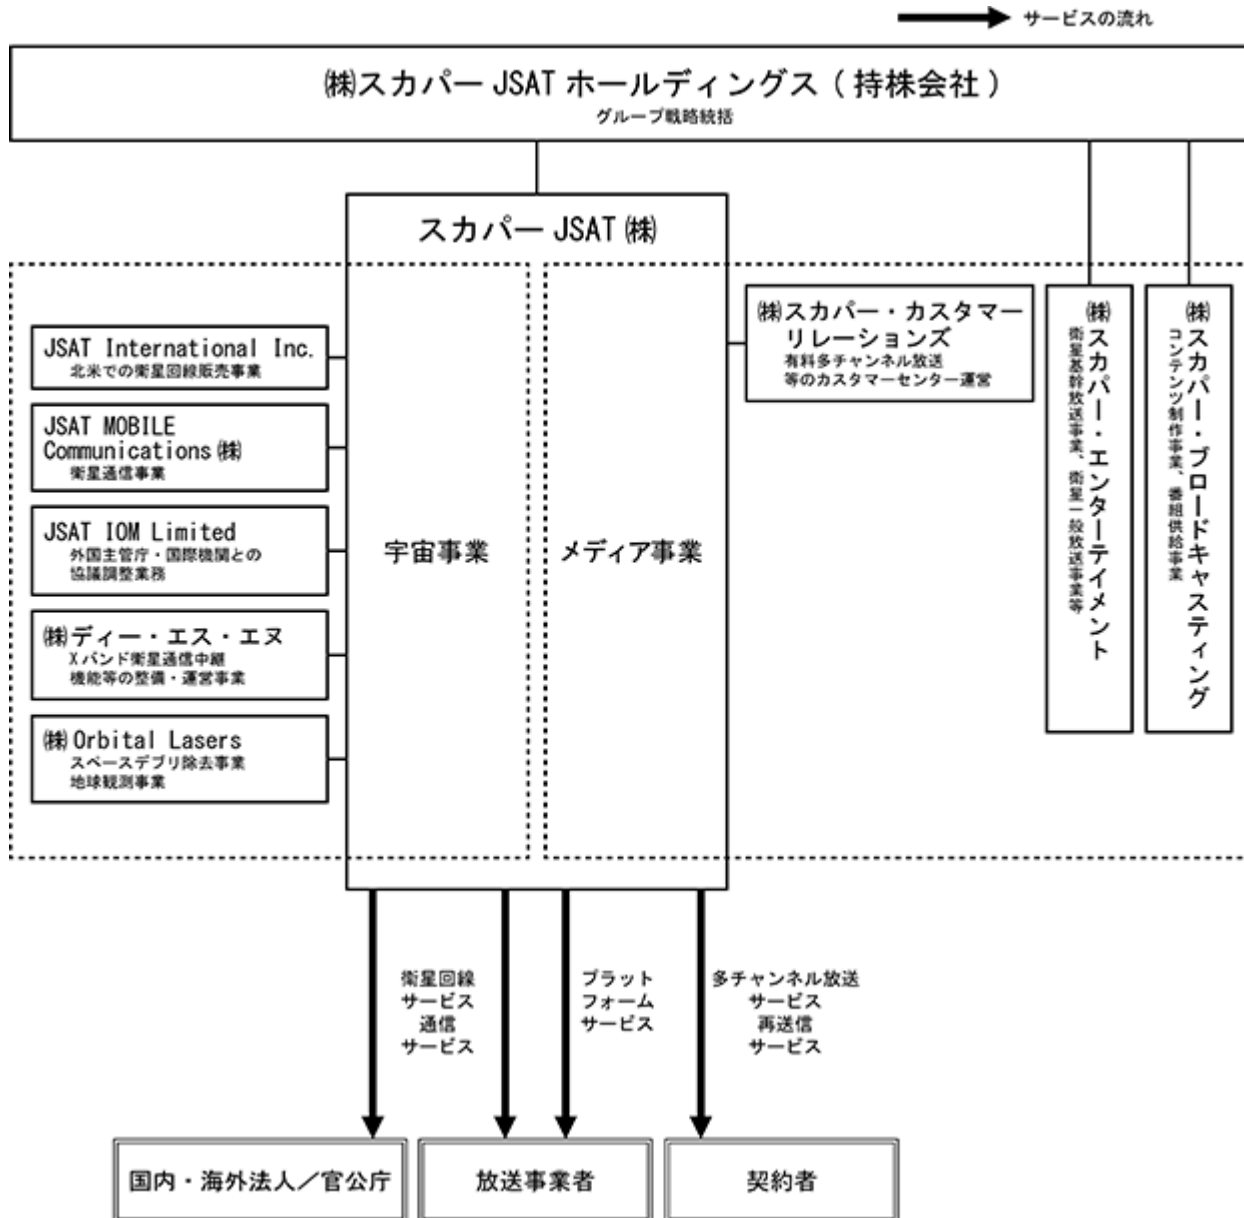 サービスの流れ
㈱スカパーJSATホールディングス(持株会社)
グループ戦略統括
スカパーJSAT㈱
宇宙事業
メディア事業
JSAT International Inc.
北米での衛星回線販売事業
JSAT MOBILE
Communications㈱
衛星通信事業
JSAT IOM Limited
外国主管庁・国際機関との
協議調整業務
㈱ディー・エス・エヌ
Xバンド衛星通信中継
機能等の整備・運営事業
㈱Orbital Lasers
スペースデブリ除去事業
地球観測事業
㈱スカパー・カスタマー
リレーションズ
有料多チャンネル放送
等のカスタマーセンター運営
㈱スカパー・エンターテイメント
衛星基幹放送事業、衛星一般放送事業等
㈱スカパー・ブロードキャスティング
コンテンツ制作事業、番組供給事業
衛星回線
サービス
通信
サービス
プラット
フォーム
サービス
多チャンネル放送
サービス
再送信
サービス
国内・海外法人/官公庁
放送事業者
契約者